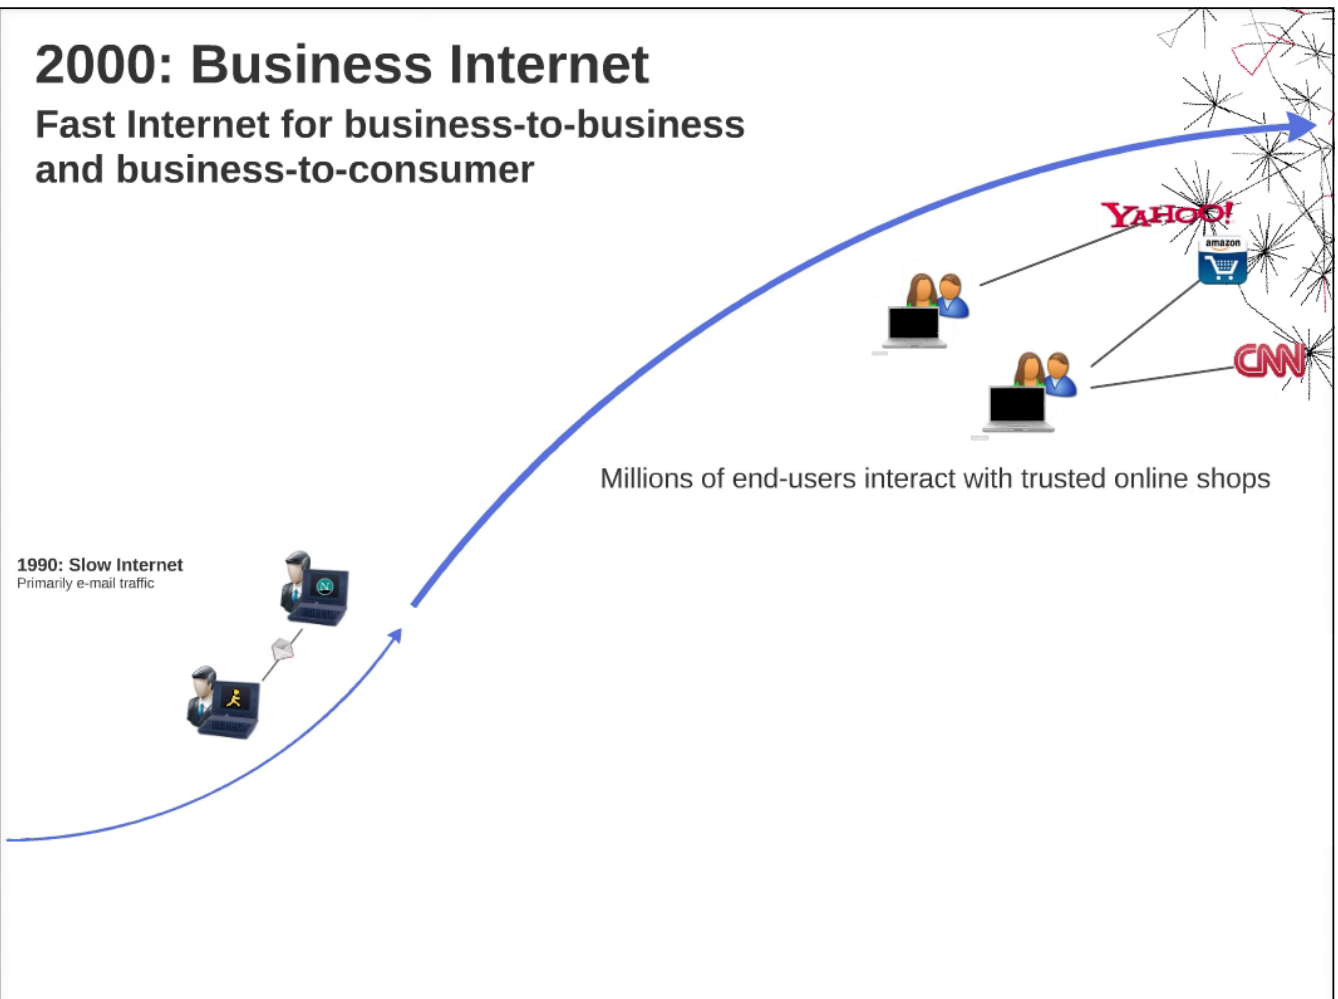 2000: Business Internet
Fast Internet for business-to-business
and business-to-consumer
YAHOO!
amazon
CNN
Millions of end-users interact with trusted online shops
1990: Slow Internet
Primarily e-mail traffic
N